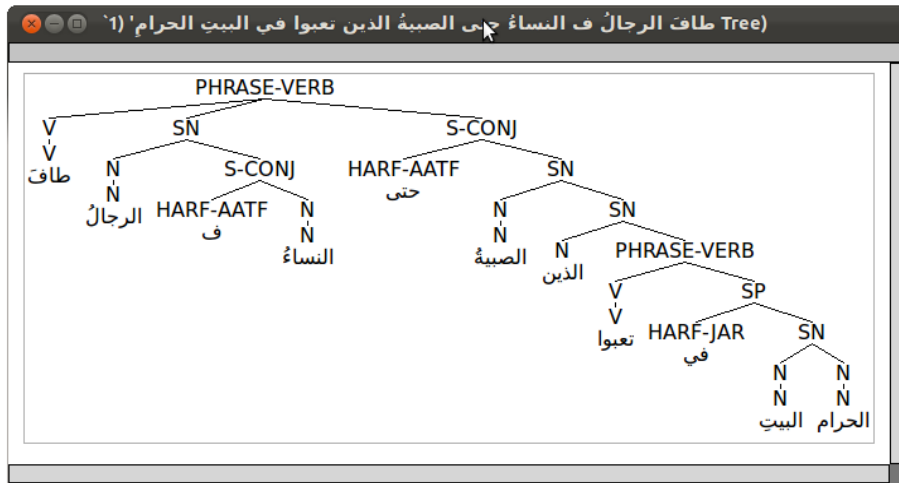 (Tree طافَ الرجالُ ف النساءُ حتى الصبيةُ الذين تعبوا في البيتِ الحرامِ' (1`
PHRASE-VERB
V SN S-CONJ
V
N S-CONJ HARF-AATF SN
طافَ
حتى
N
HARF-AATF N N SN
الرجالُ
ف
N N
N PHRASE-VERB
النساءُ
الصبيةُ
الذين
V SP
V
HARF-JAR SN
تعبوا
في
N N
N N
البيتِ
الحرام